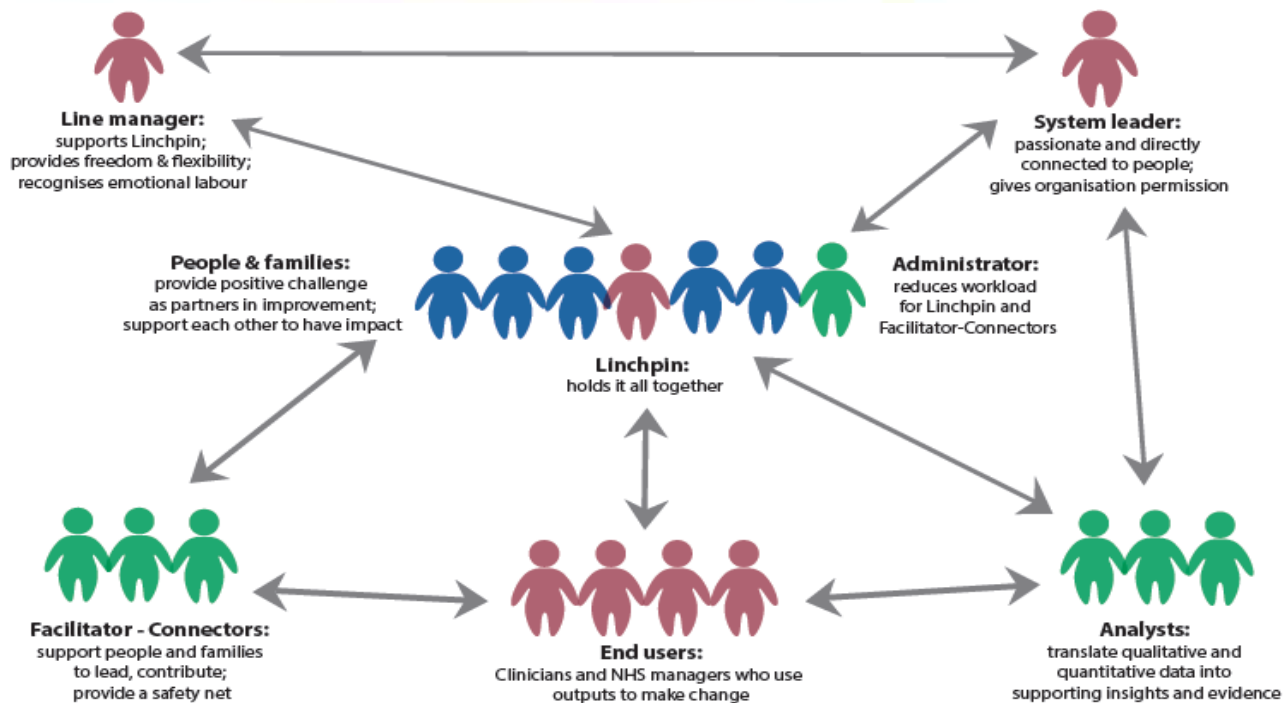 Line manager:
supports Linchpin;
provides freedom & flexibility;
recognises emotional labour
System leader:
passionate and directly
connected to people;
gives organisation permission
People & families:
provide positive challenge
as partners in improvement;
support each other to have impact
Administrator:
reduces workload
for Linchpin and
Facilitator-Connectors
Linchpin:
holds it all together
Facilitator - Connectors:
support people and families
to lead, contribute;
provide a safety net
End users:
Clinicians and NHS managers who use
outputs to make change
Analysts:
translate qualitative and
quantitative data into
supporting insights and evidence